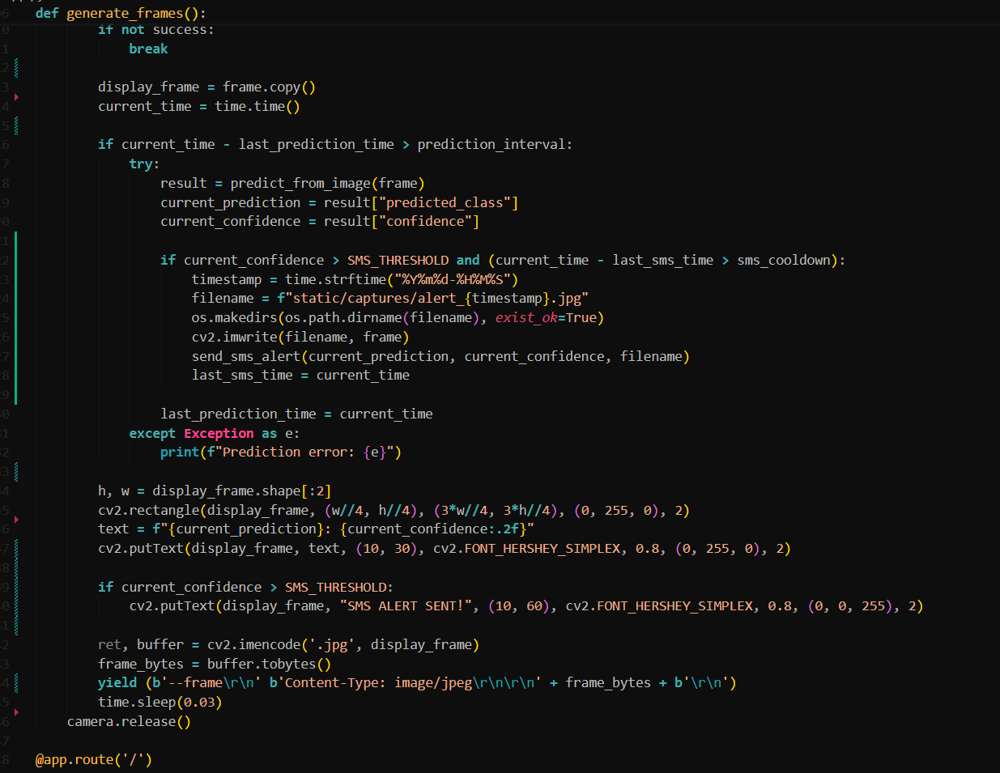 def generate_frames():
if not success:
break
display_frame = frame.copy()
current_time = time.time()
if current_time - last_prediction_time > prediction_interval:
try:
result = predict_from_image(frame)
current_prediction = result["predicted_class"]
current_confidence = result["confidence"]
if current_confidence > SMS_THRESHOLD and (current_time - last_sms_time > sms_cooldown):
timestamp = time.strftime("%Y%m%d-%H%M%S")
filename = f"static/captures/alert_{timestamp}.jpg"
os.makedirs(os.path.dirname(filename), exist_ok=True)
cv2.imwrite(filename, frame)
send_sms_alert(current_prediction, current_confidence, filename)
last_sms_time = current_time
last_prediction_time = current_time
except Exception as e:
print(f"Prediction error: {e}")
h, w = display_frame.shape[:2]
cv2.rectangle(display_frame, (w//4, h//4), (3*w//4, 3*h//4), (0, 255, 0), 2)
text = f"{current_prediction}: {current_confidence:.2f}"
cv2.putText(display_frame, text, (10, 30), cv2.FONT_HERSHEY_SIMPLEX, 0.8, (0, 255, 0), 2)
if current_confidence > SMS_THRESHOLD:
cv2.putText(display_frame, "SMS ALERT SENT!", (10, 60), cv2.FONT_HERSHEY_SIMPLEX, 0.8, (0, 0, 255), 2)
ret, buffer = cv2.imencode('.jpg', display_frame)
frame_bytes = buffer.tobytes()
yield (b'--frame\r\n' b'Content-Type: image/jpeg\r\n\r\n' + frame_bytes + b'\r\n')
time.sleep(0.03)
camera.release()
@app.route('/')